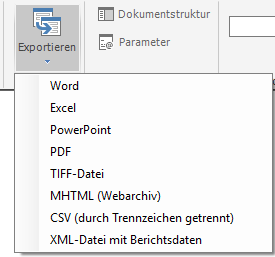 Exportieren
Dokumentstruktur
Parameter
Word
Excel
PowerPoint
PDF
TIFF-Datei
MHTML (Webarchiv)
CSV (durch Trennzeichen getrennt)
XML-Datei mit Berichtsdaten